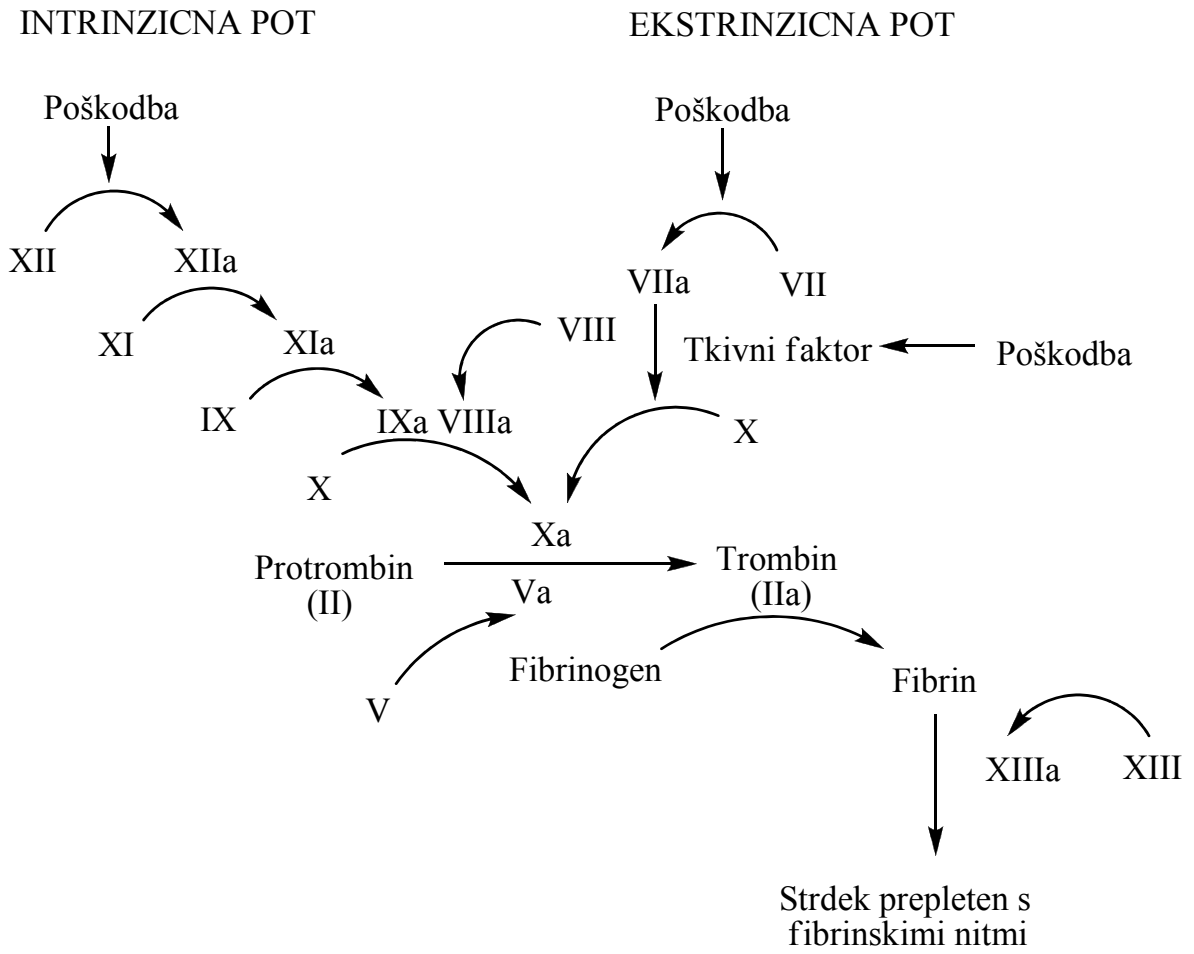 INTRINZICNA POT
EKSTRINZICNA POT
Poškodba
Poškodba
XII
XIIa
VIIa
VII
XI
XIa
VIII
Tkivni faktor
Poškodba
IX
IXa VIIIa
X
X
Xa
Protrombin
(II)
Trombin
(IIa)
Va
Fibrinogen
Fibrin
V
XIIIa
XIII
Strdek prepleten s
fibrinskimi nitmi